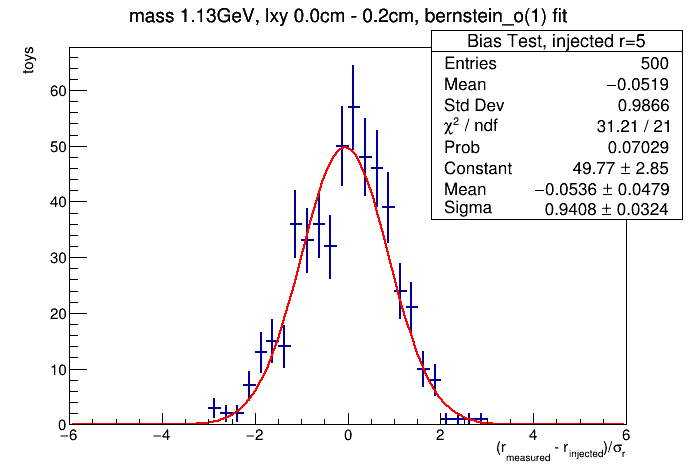 mass 1.13GeV, lxy 0.0cm - 0.2cm, bernstein_o(1) fit
Bias Test, injected r=5
Entries 500
Mean −0.0519
Std Dev 0.9866
χ² / ndf 31.21 / 21
Prob 0.07029
Constant 49.77 ± 2.85
Mean −0.0536 ± 0.0479
Sigma 0.9408 ± 0.0324
toys
60
50
40
30
20
10
0
−6 −4 −2 0 2 4 6
(r_measured - r_injected)/σ_r